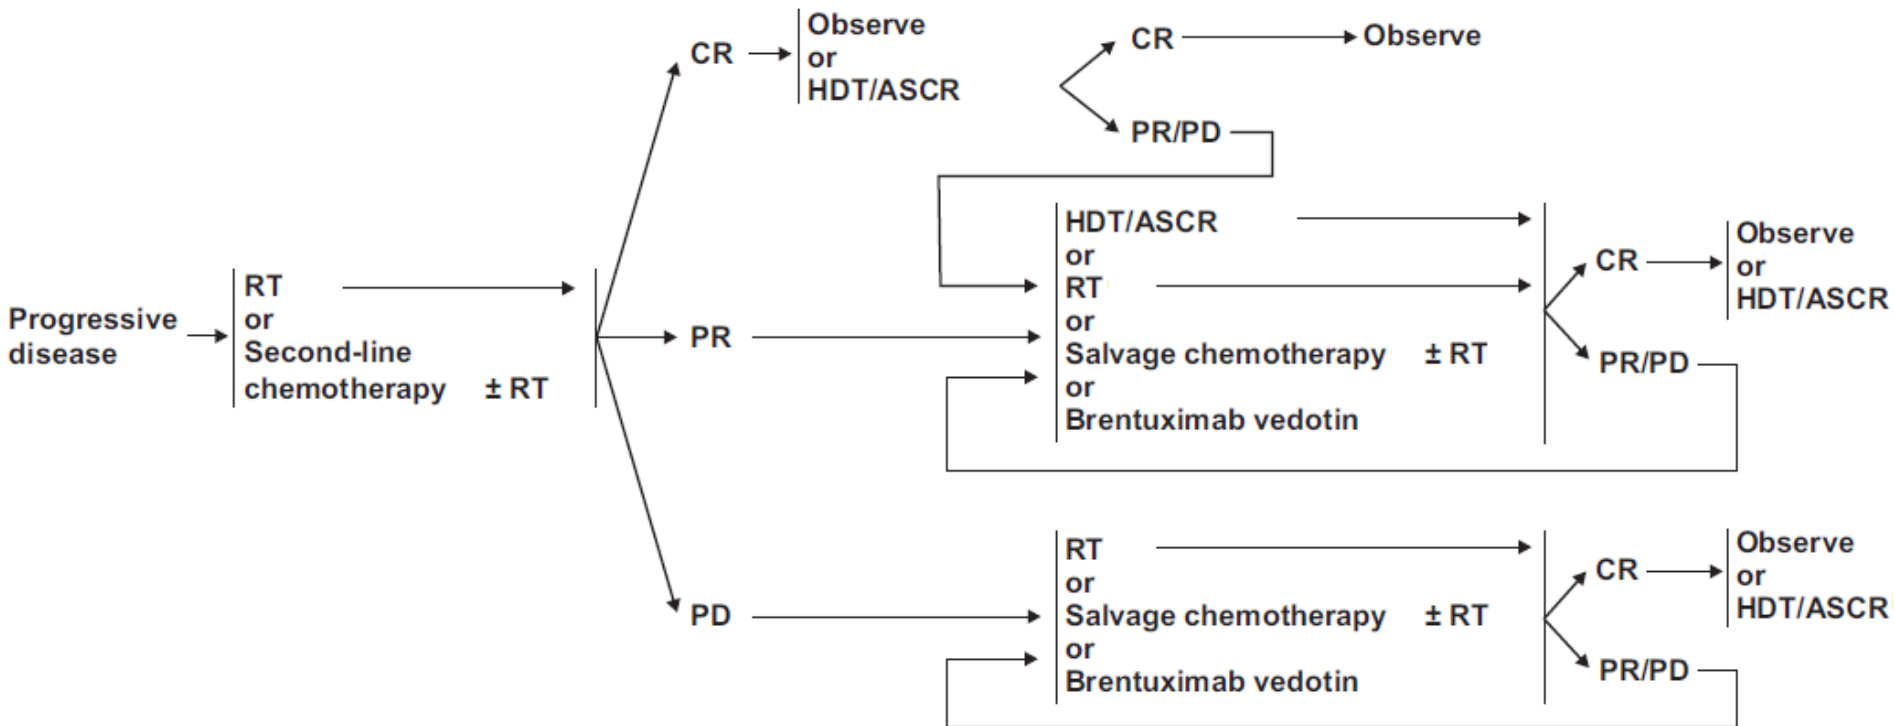 Progressive
disease
RT
or
Second-line
chemotherapy ± RT
CR
Observe
or
HDT/ASCR
CR
Observe
PR/PD
PR
HDT/ASCR
or
RT
or
Salvage chemotherapy ± RT
or
Brentuximab vedotin
CR
Observe
or
HDT/ASCR
PR/PD
PD
RT
or
Salvage chemotherapy ± RT
or
Brentuximab vedotin
CR
Observe
or
HDT/ASCR
PR/PD